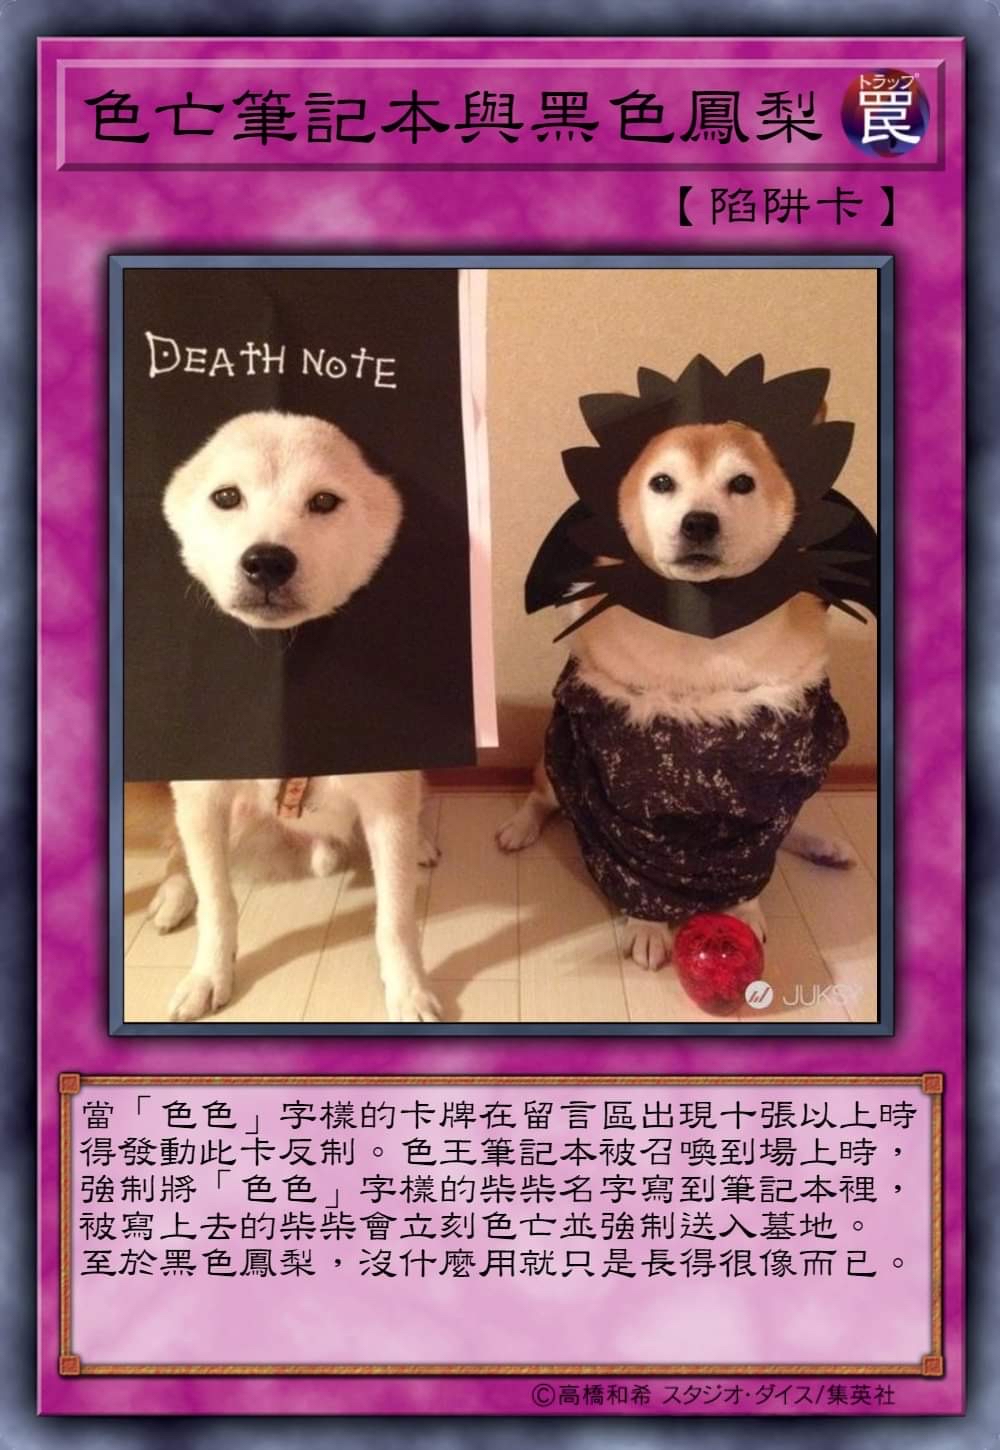 色亡筆記本與黑色鳳梨
トラップ
罠
【陷阱卡】
DEATH NOTE
JUKSY
當「色色」字樣的卡牌在留言區出現十張以上時
得發動此卡反制。色王筆記本被召喚到場上時，
強制將「色色」字樣的柴柴名字寫到筆記本裡，
被寫上去的柴柴會立刻色亡並強制送入墓地。
至於黑色鳳梨，沒什麼用就只是長得很像而已。
©高橋和希 スタジオ・ダイス/集英社